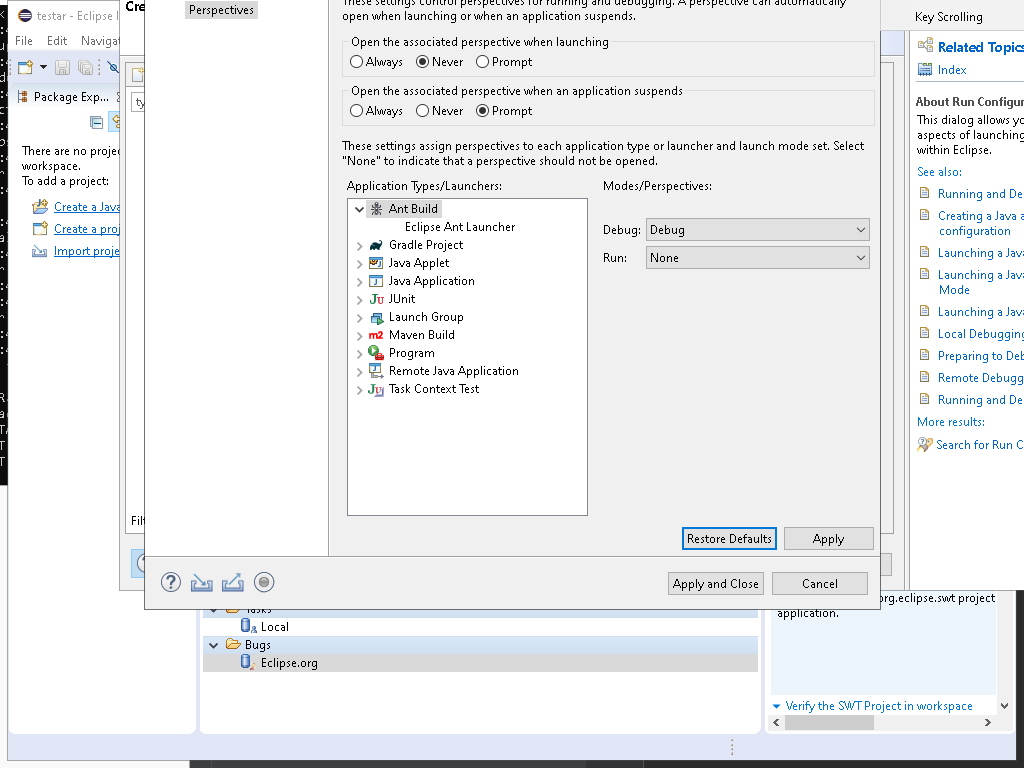 testar - Eclipse I
File Edit Navigat
Package Exp...
There are no proje
workspace.
To add a project:
Create a Java
Create a proj
Import proje
Cre
ty
Filt
Perspectives
These settings control perspectives for running and debugging. A perspective can automatically
open when launching or when an application suspends.
Open the associated perspective when launching
Always Never Prompt
Open the associated perspective when an application suspends
Always Never Prompt
These settings assign perspectives to each application type or launcher and launch mode set. Select
"None" to indicate that a perspective should not be opened.
Application Types/Launchers:
Ant Build
Eclipse Ant Launcher
Gradle Project
Java Applet
Java Application
JUnit
Launch Group
Maven Build
Program
Remote Java Application
Task Context Test
Modes/Perspectives:
Debug: Debug
Run: None
Restore Defaults Apply
Apply and Close Cancel
Key Scrolling
Related Topics
Index
About Run Configur
This dialog allows yo
aspects of launching
within Eclipse.
See also:
Running and De
Creating a Java a
configuration
Launching a Java
Launching a Java
Mode
Launching a Java
Local Debugging
Preparing to Deb
Remote Debugg
Running and De
More results:
Search for Run C
Tasks
Local
Bugs
Eclipse.org
org.eclipse.swt project
application.
Verify the SWT Project in workspace